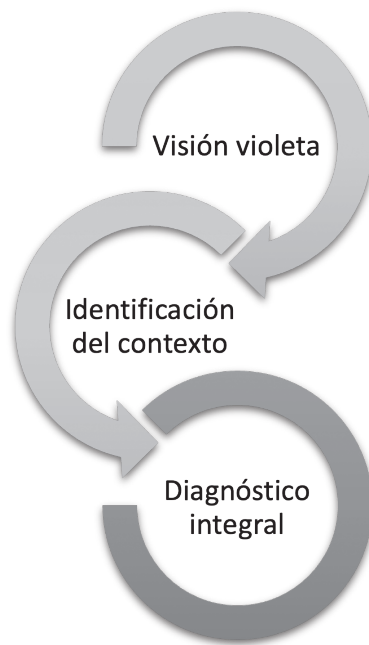 Visión violeta
Identificación
del contexto
Diagnóstico
integral